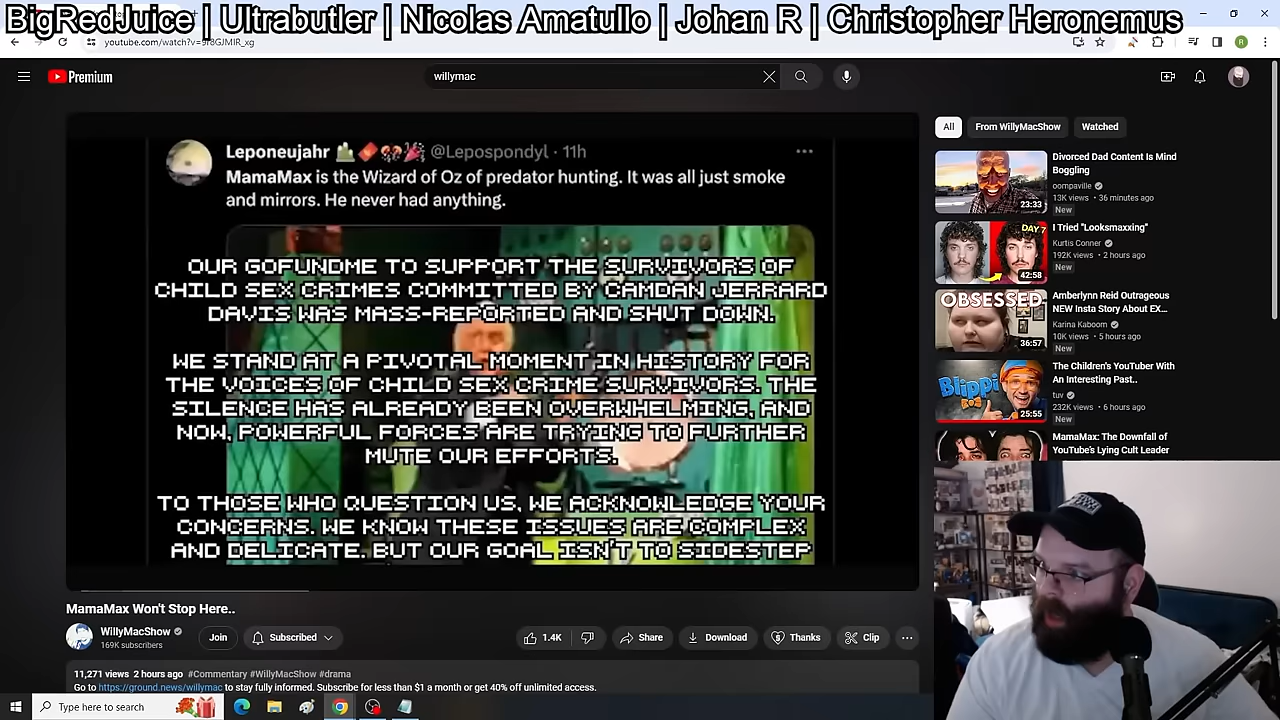 BigRedJuice | Ultrabutler | Nicolas Amatullo | Johan R | Christopher Heronemus
youtube.com/watch?v=9f8GJMlR_xg
Premium
willymac
Leponeujahr @Lepospondyl · 11h
MamaMax is the Wizard of Oz of predator hunting. It was all just smoke
and mirrors. He never had anything.
OUR GOFUNDME TO SUPPORT THE SURVIVORS OF
CHILD SEX CRIMES COMMITTED BY CAMDAN JERRARD
DAVIS WAS MASS-REPORTED AND SHUT DOWN.
WE STAND AT A PIVOTAL MOMENT IN HISTORY FOR
THE VOICES OF CHILD SEX CRIME SURVIVORS. THE
SILENCE HAS ALREADY BEEN OVERWHELMING, AND
NOW, POWERFUL FORCES ARE TRYING TO FURTHER
MUTE OUR EFFORTS.
TO THOSE WHO QUESTION US, WE ACKNOWLEDGE YOUR
CONCERNS. WE KNOW THESE ISSUES ARE COMPLEX
AND DELICATE. BUT OUR GOAL ISN'T TO SIDESTEP
MamaMax Won't Stop Here..
WillyMacShow
169K subscribers
Join
Subscribed
1.4K
Share
Download
Thanks
Clip
11,271 views 2 hours ago #Commentary #WillyMacShow #drama
Go to https://ground.news/willymac to stay fully informed. Subscribe for less than $1 a month or get 40% off unlimited access.
All
From WillyMacShow
Watched
Divorced Dad Content Is Mind
Boggling
oompaville
13K views • 36 minutes ago
New
23:33
I Tried "Looksmaxxing"
Kurtis Conner
192K views • 2 hours ago
New
DAY 7
42:58
Amberlynn Reid Outrageous
NEW Insta Story About EX...
Karina Kaboom
10K views • 5 hours ago
New
OBSESSED
36:57
The Children's YouTuber With
An Interesting Past..
tuv
232K views • 6 hours ago
New
Blippi
25:55
MamaMax: The Downfall of
YouTube's Lying Cult Leader
Type here to search
R